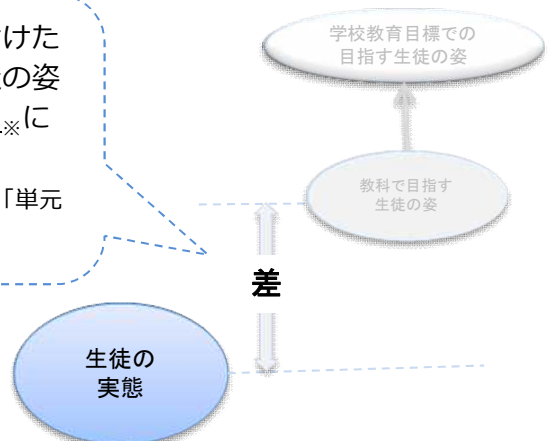 けた
の姿
※に
「単元
学校教育目標での
目指す生徒の姿
教科で目指す
生徒の姿
差
生徒の
実態